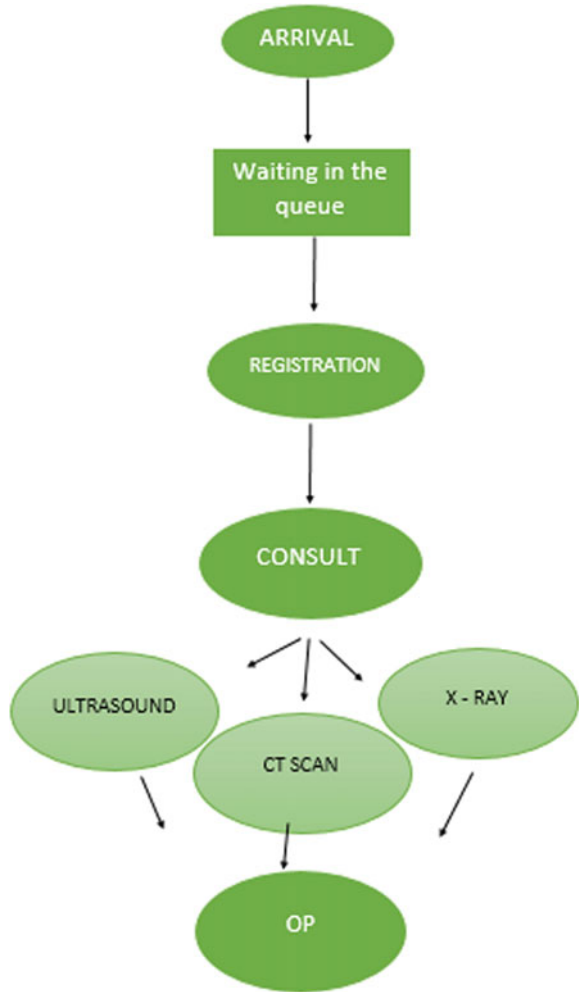 ARRIVAL
Waiting in the
queue
REGISTRATION
CONSULT
ULTRASOUND
X - RAY
CT SCAN
OP